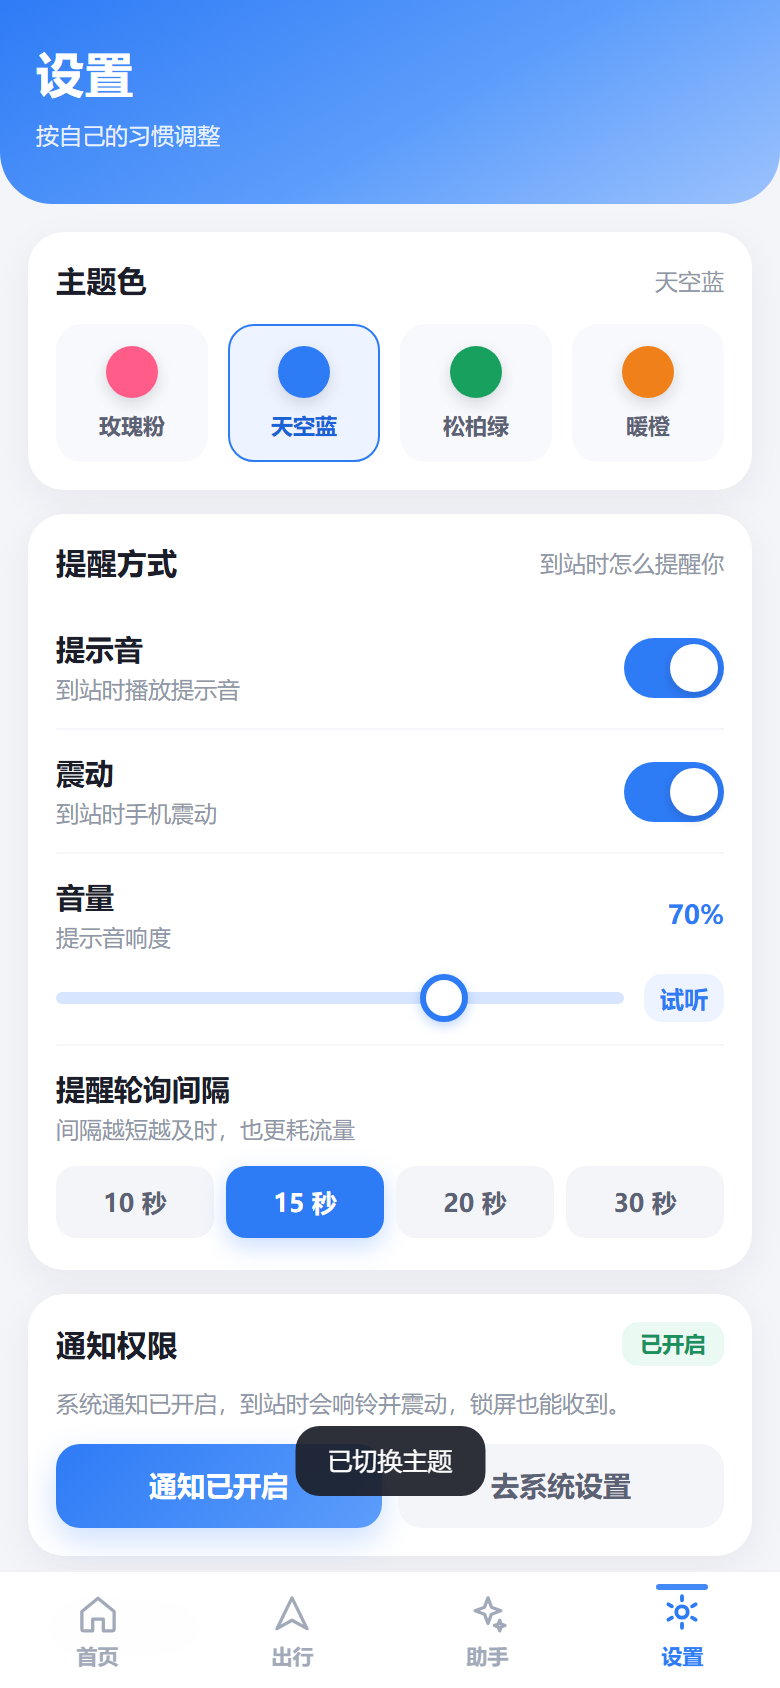 设置
按自己的习惯调整
主题色
天空蓝
玫瑰粉
天空蓝
松柏绿
暖橙
提醒方式
到站时怎么提醒你
提示音
到站时播放提示音
震动
到站时手机震动
音量
70%
提示音响度
试听
提醒轮询间隔
间隔越短越及时，也更耗流量
10 秒
15 秒
20 秒
30 秒
通知权限
已开启
系统通知已开启，到站时会响铃并震动，锁屏也能收到。
已切换主题
通知已开启
去系统设置
首页
出行
助手
设置